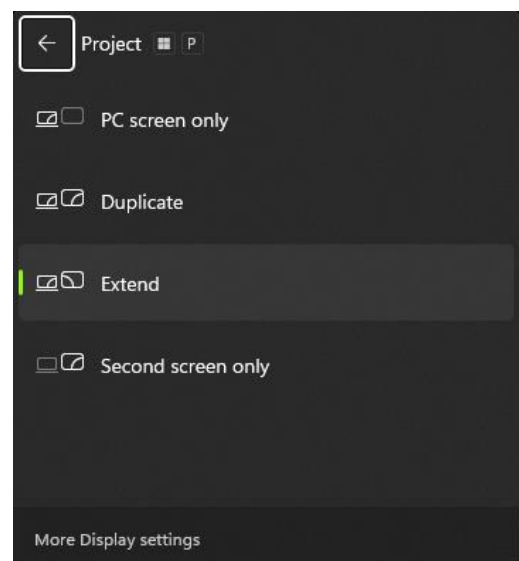 Project P
PC screen only
Duplicate
Extend
Second screen only
More Display settings